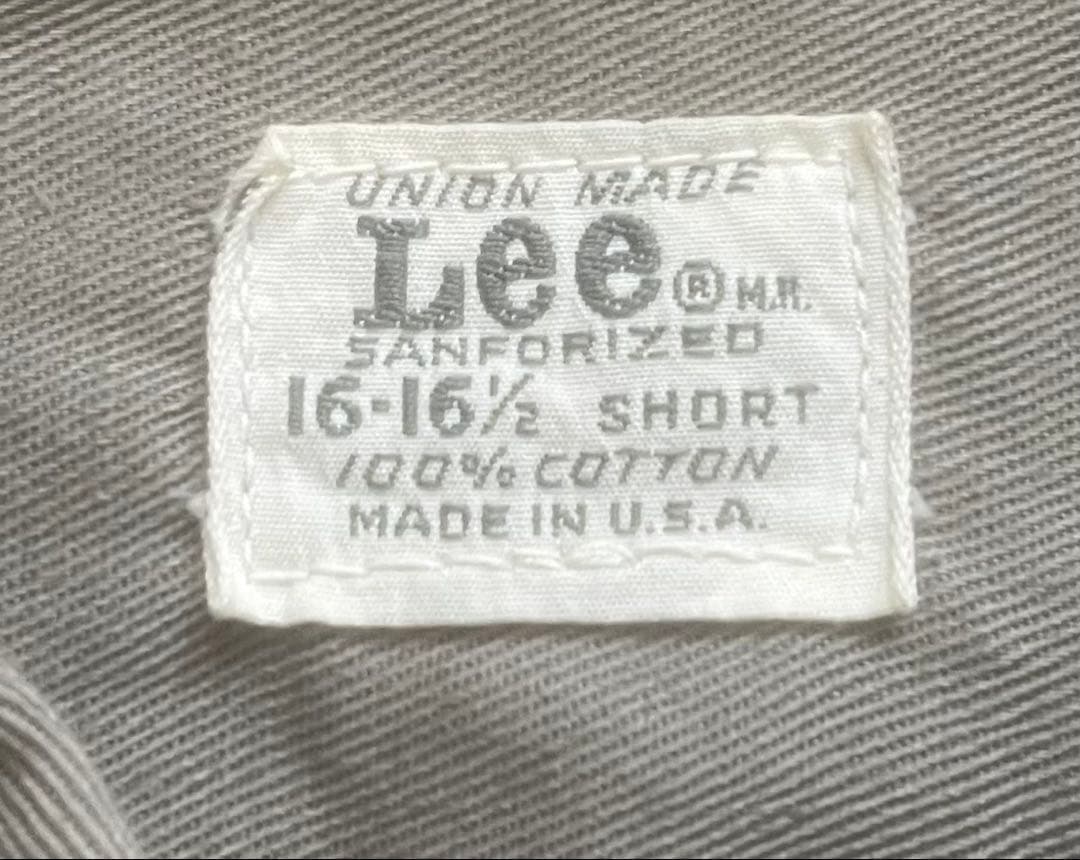 UNION MADE
Lee® M.R.
SANFORIZED
16-16½ SHORT
100% COTTON
MADE IN U.S.A.